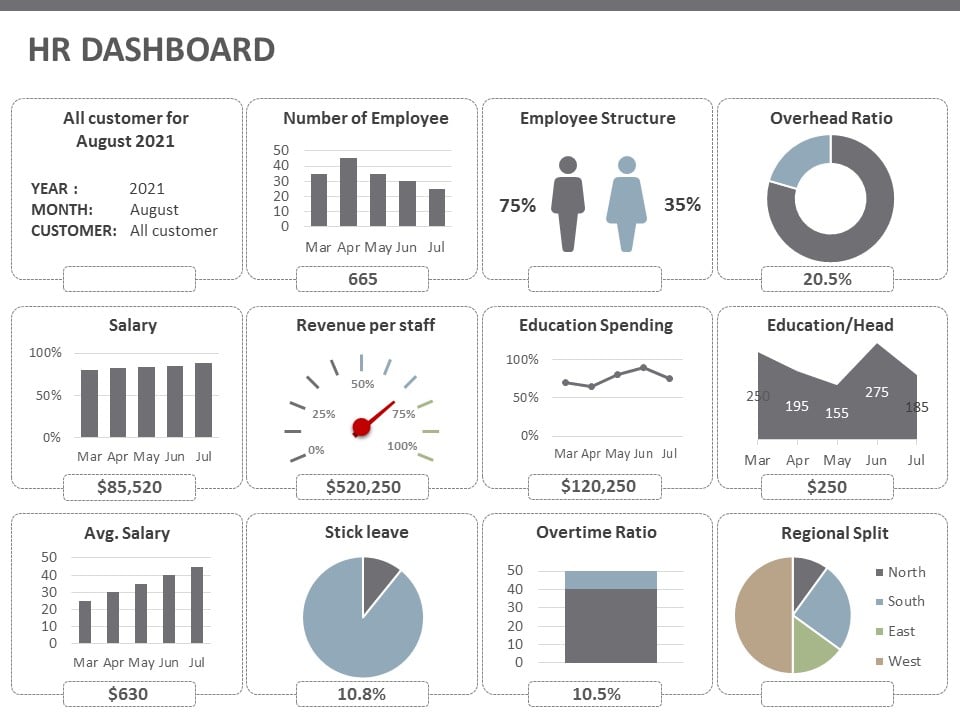 HR DASHBOARD
All customer for
August 2021
YEAR : 2021
MONTH: August
CUSTOMER: All customer
Number of Employee
50
40
30
20
10
0
Mar Apr May Jun Jul
665
Employee Structure
75% 35%
Overhead Ratio
20.5%
Salary
100%
50%
0%
Mar Apr May Jun Jul
$85,520
Revenue per staff
50%
25% 75%
0% 100%
$520,250
Education Spending
100%
50%
0%
Mar Apr May Jun Jul
$120,250
Education/Head
250 195 155 275 185
Mar Apr May Jun Jul
$250
Avg. Salary
50
40
30
20
10
0
Mar Apr May Jun Jul
$630
Stick leave
10.8%
Overtime Ratio
50
40
30
20
10
0
10.5%
Regional Split
North
South
East
West